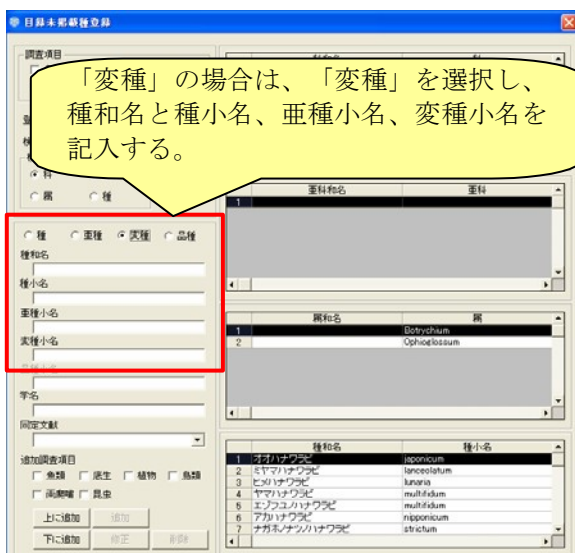 目録未掲載種登録
調査項目
「変種」の場合は、「変種」を選択し、
種和名と種小名、亜種小名、変種小名を
記入する。
科
属 種
亜科和名 亜科
1
種 亜種 変種 品種
種和名
種小名
亜種小名
変種小名
品種小名
学名
同定文献
追加調査項目
魚類 底生 植物 鳥類
両爬哺 昆虫
上に追加 追加
下に追加 修正 削除
属和名 属
1 Botrychium
2 Ophioglossum
種和名 種小名
1 オオハナワラビ japonicum
2 ミヤマハナワラビ lanceolatum
3 ヒメハナワラビ lunaria
4 ヤマハナワラビ multifidum
5 エゾフユノハナワラビ multifidum
6 アカハナワラビ nipponicum
7 ナガホノナツノハナワラビ strictum